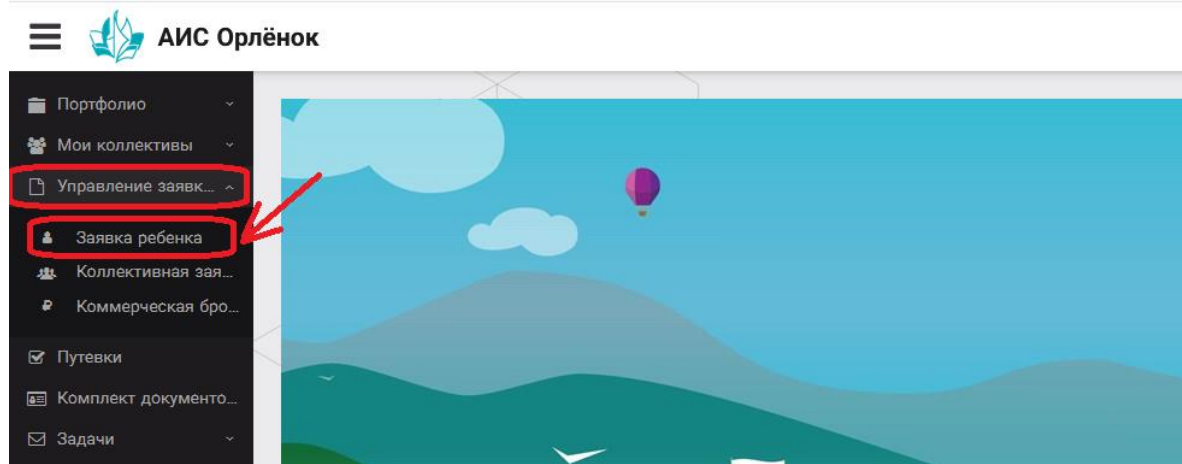 АИС Орлёнок
Портфолио
Мои коллективы
Управление заявк...
Заявка ребенка
Коллективная зая...
Коммерческая бро...
Путевки
Комплект документо...
Задачи